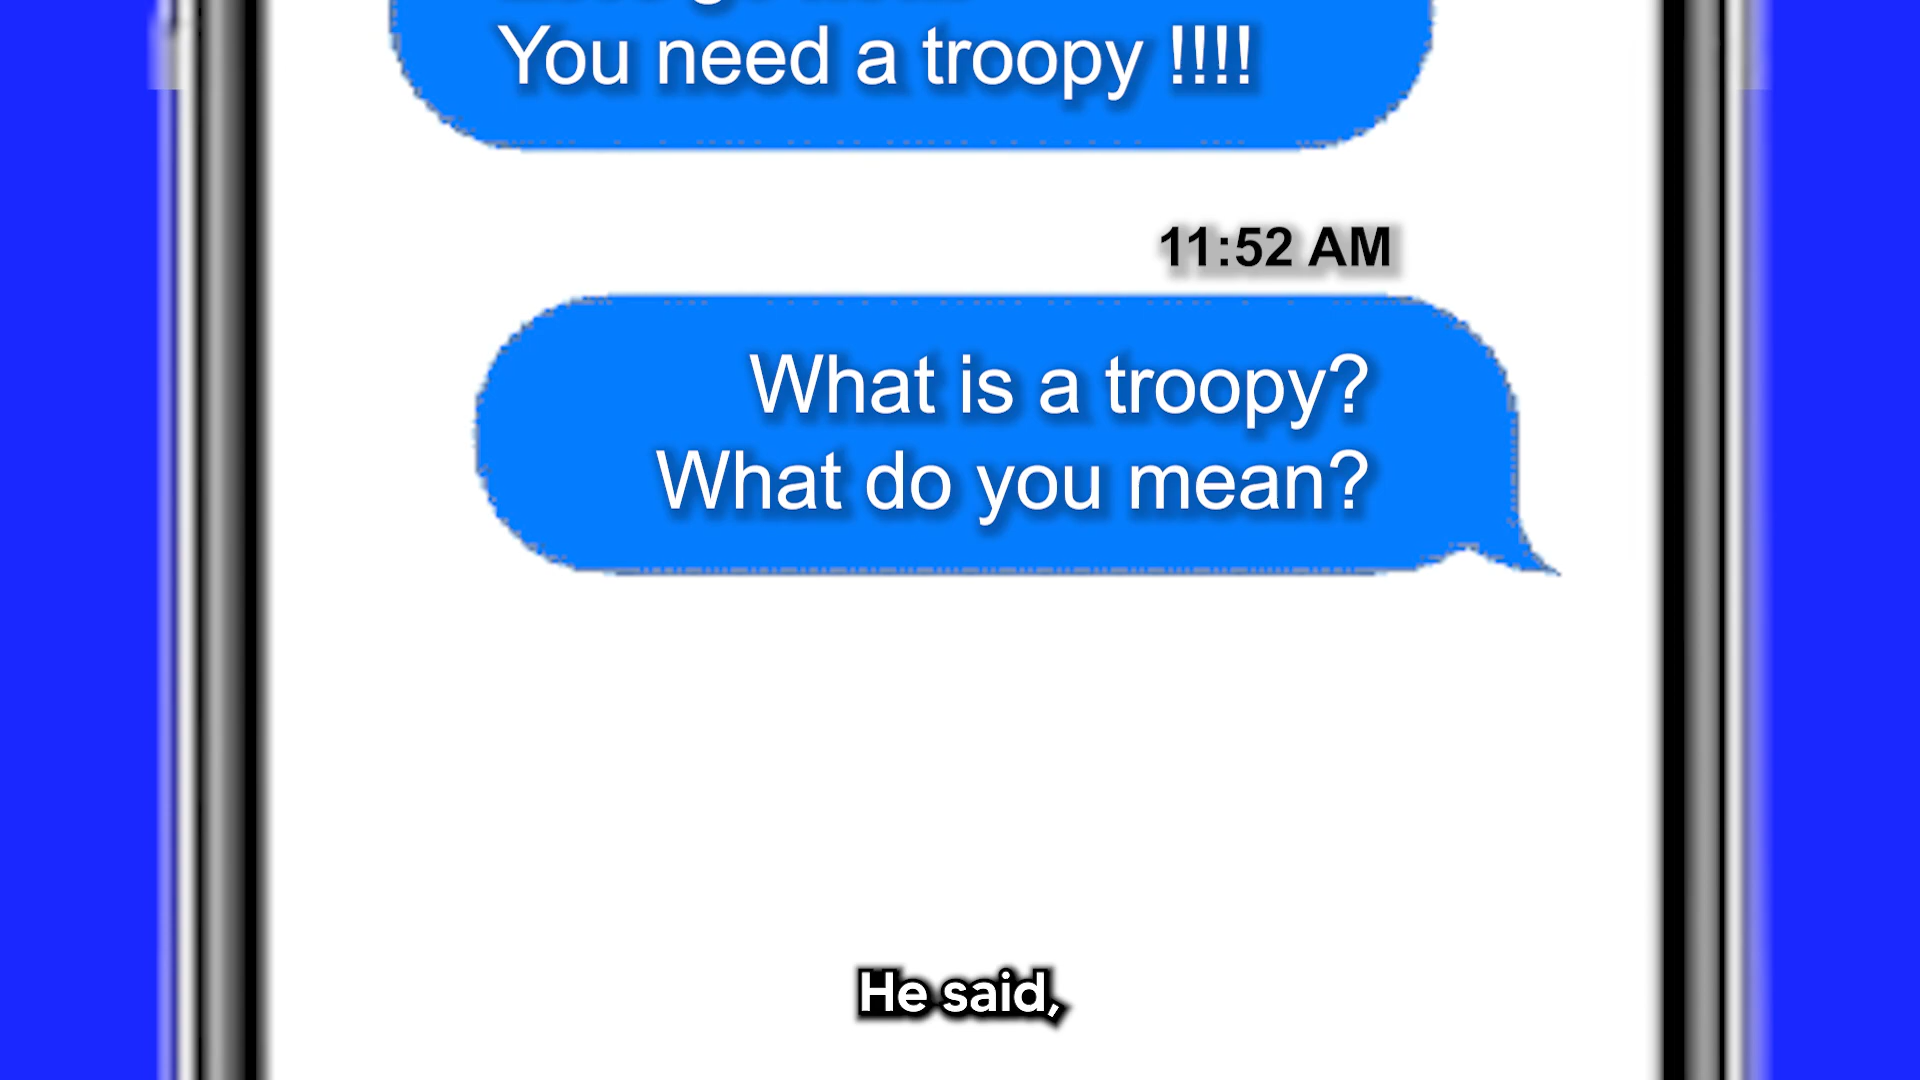 You need a troopy !!!!
11:52 AM
What is a troopy?
What do you mean?
He said,